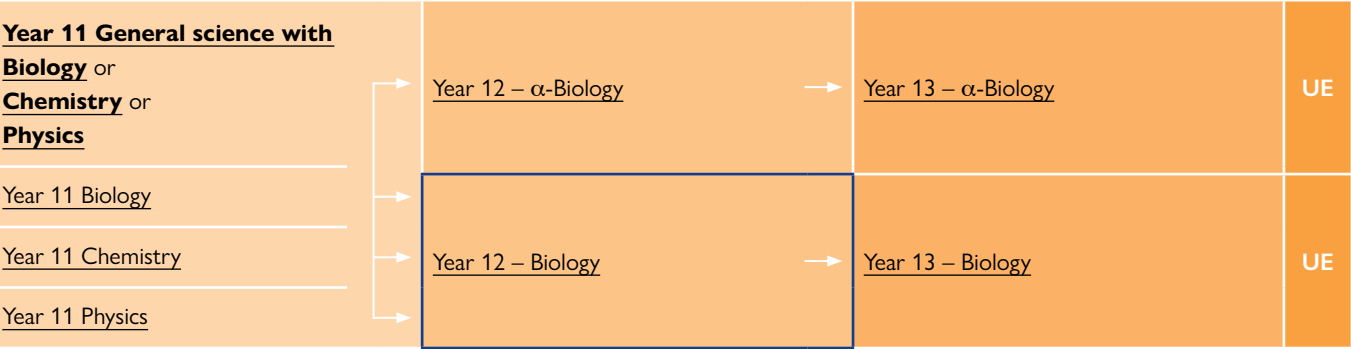 Year 11 General science with
Biology or
Chemistry or
Physics
Year 12 – α-Biology
Year 13 – α-Biology
UE
Year 11 Biology
Year 11 Chemistry
Year 11 Physics
Year 12 – Biology
Year 13 – Biology
UE